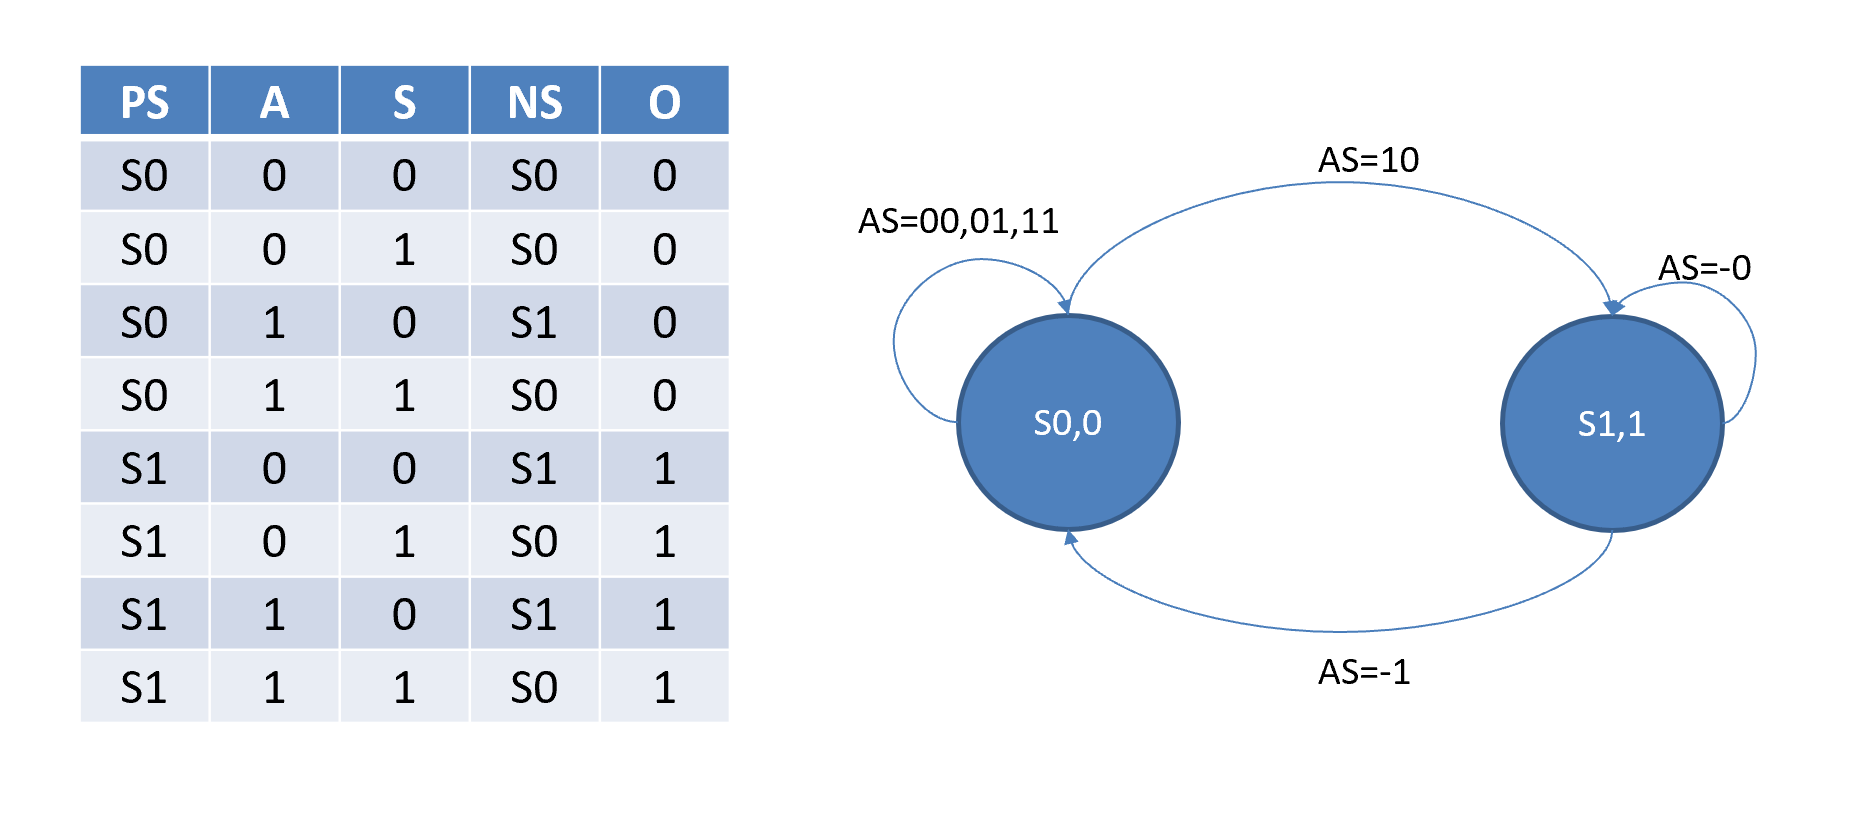 PS A S NS O
S0 0 0 S0 0
S0 0 1 S0 0
S0 1 0 S1 0
S0 1 1 S0 0
S1 0 0 S1 1
S1 0 1 S0 1
S1 1 0 S1 1
S1 1 1 S0 1
AS=10
AS=00,01,11
AS=-0
S0,0
S1,1
AS=-1